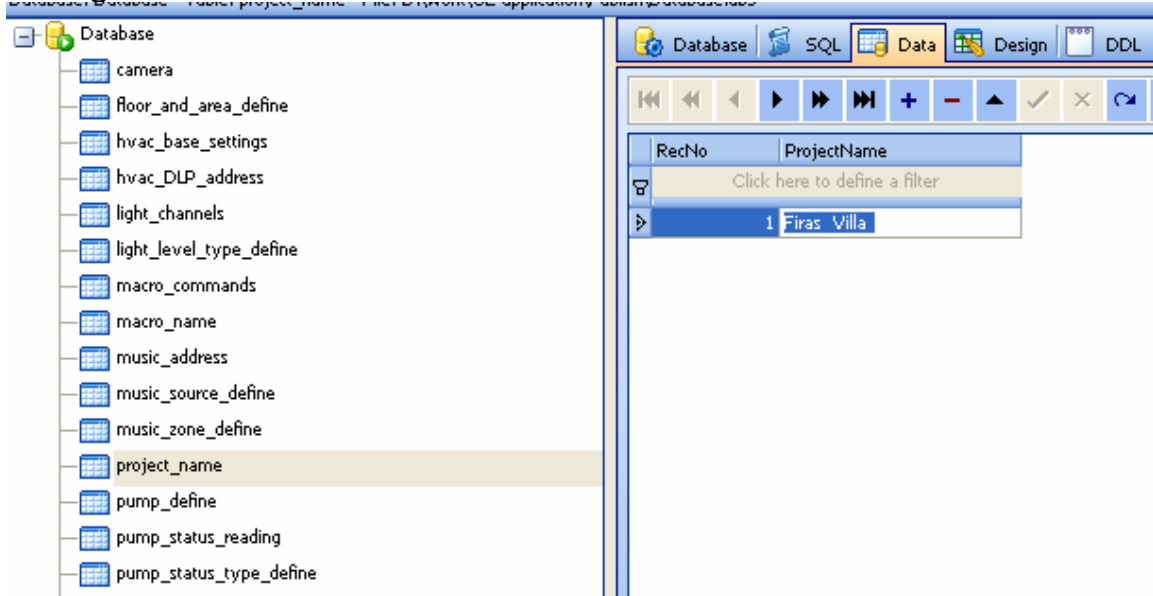 Database
camera
floor_and_area_define
hvac_base_settings
hvac_DLP_address
light_channels
light_level_type_define
macro_commands
macro_name
music_address
music_source_define
music_zone_define
project_name
pump_define
pump_status_reading
pump_status_type_define
Database SQL Data Design DDL
RecNo ProjectName
Click here to define a filter
1 Firas Villa